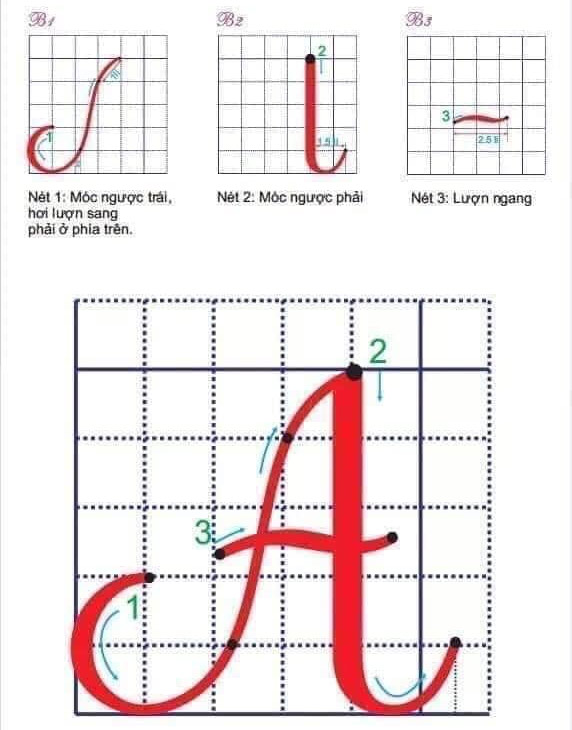 B1
B2
B3
1
2
1,5 li
3
2.5 li
Nét 1: Móc ngược trái,
hơi lượn sang
phải ở phía trên.
Nét 2: Móc ngược phải
Nét 3: Lượn ngang
2
3
1
A